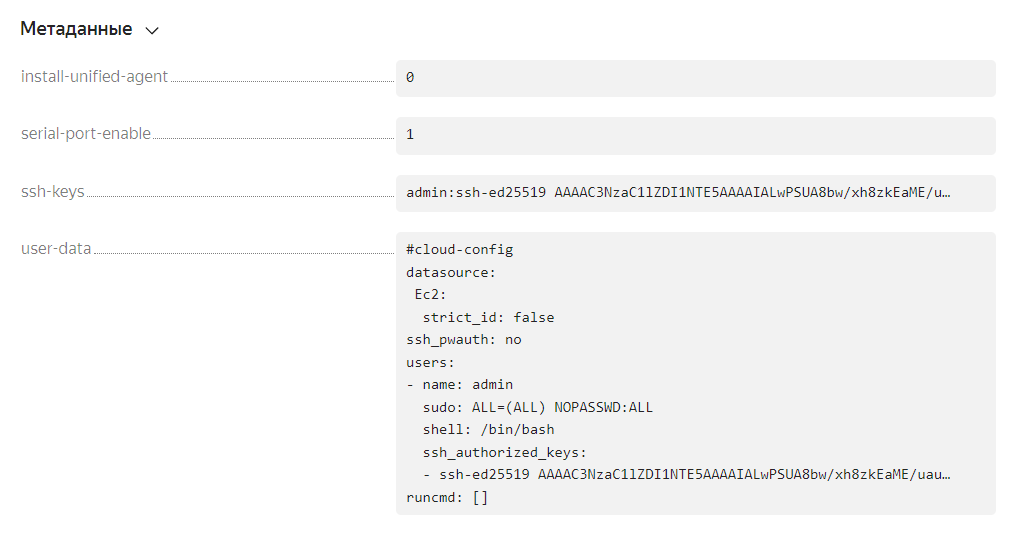 Метаданные
install-unified-agent 0
serial-port-enable 1
ssh-keys admin:ssh-ed25519 AAAAC3NzaC1lZDI1NTE5AAAAIALwPSUA8bw/xh8zkEaME/u…
user-data #cloud-config
datasource:
 Ec2:
  strict_id: false
ssh_pwauth: no
users:
- name: admin
  sudo: ALL=(ALL) NOPASSWD:ALL
  shell: /bin/bash
  ssh_authorized_keys:
  - ssh-ed25519 AAAAC3NzaC1lZDI1NTE5AAAAIALwPSUA8bw/xh8zkEaME/uau…
runcmd: []